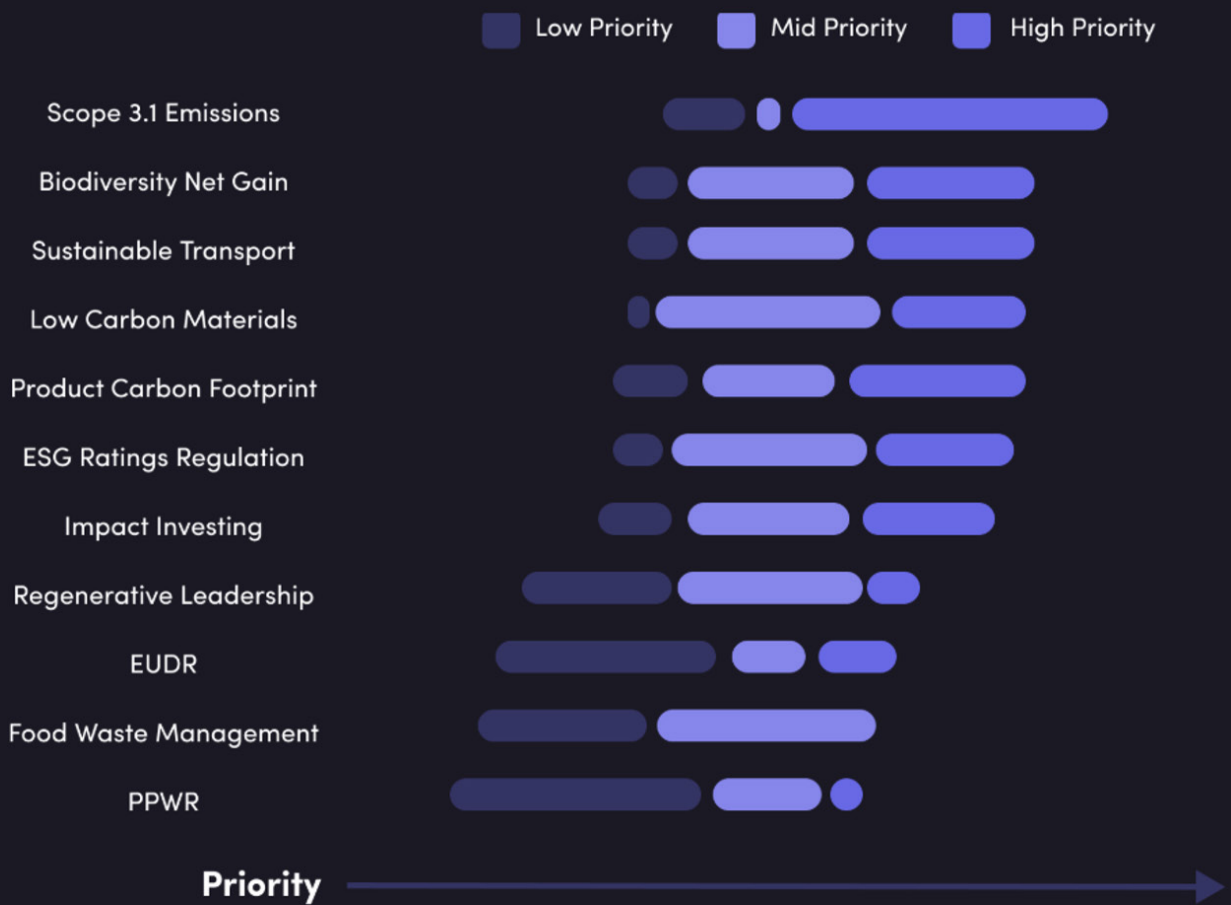 Low Priority Mid Priority High Priority
Scope 3.1 Emissions
Biodiversity Net Gain
Sustainable Transport
Low Carbon Materials
Product Carbon Footprint
ESG Ratings Regulation
Impact Investing
Regenerative Leadership
EUDR
Food Waste Management
PPWR
Priority